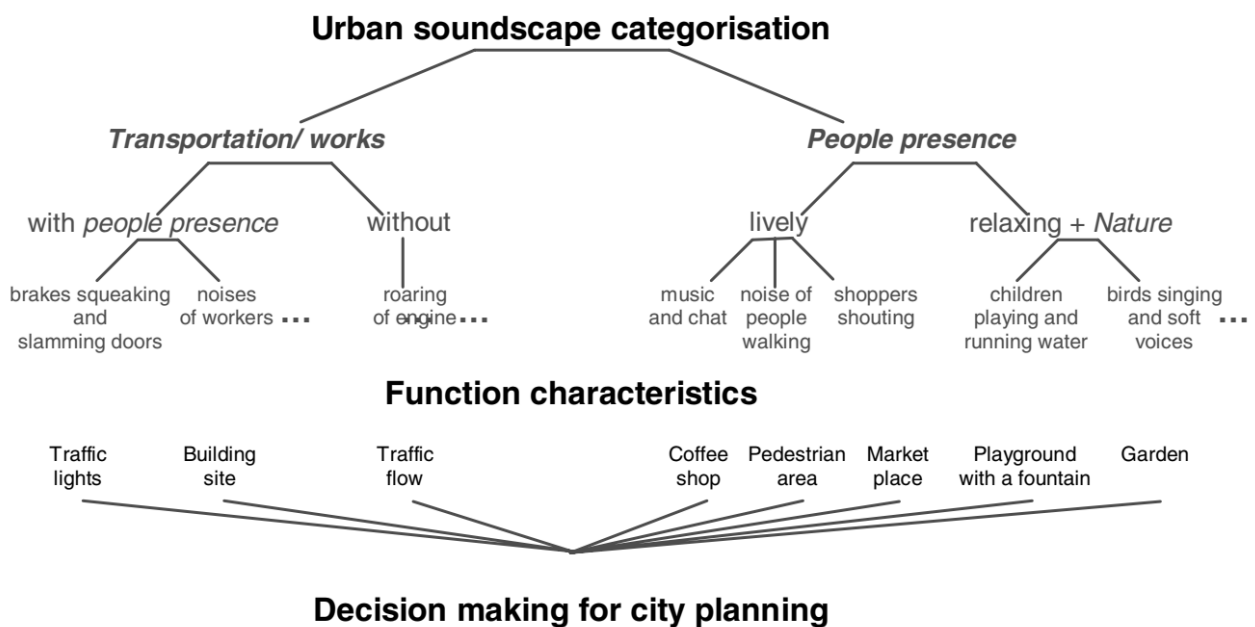 Urban soundscape categorisation
Transportation/ works
People presence
with people presence
without
lively
relaxing + Nature
brakes squeaking
and
slamming doors
noises
of workers ...
roaring
of engine ...
music
and chat
noise of
people
walking
shoppers
shouting
children
playing and
running water
birds singing
and soft
voices
...
Function characteristics
Traffic
lights
Building
site
Traffic
flow
Coffee
shop
Pedestrian
area
Market
place
Playground
with a fountain
Garden
Decision making for city planning